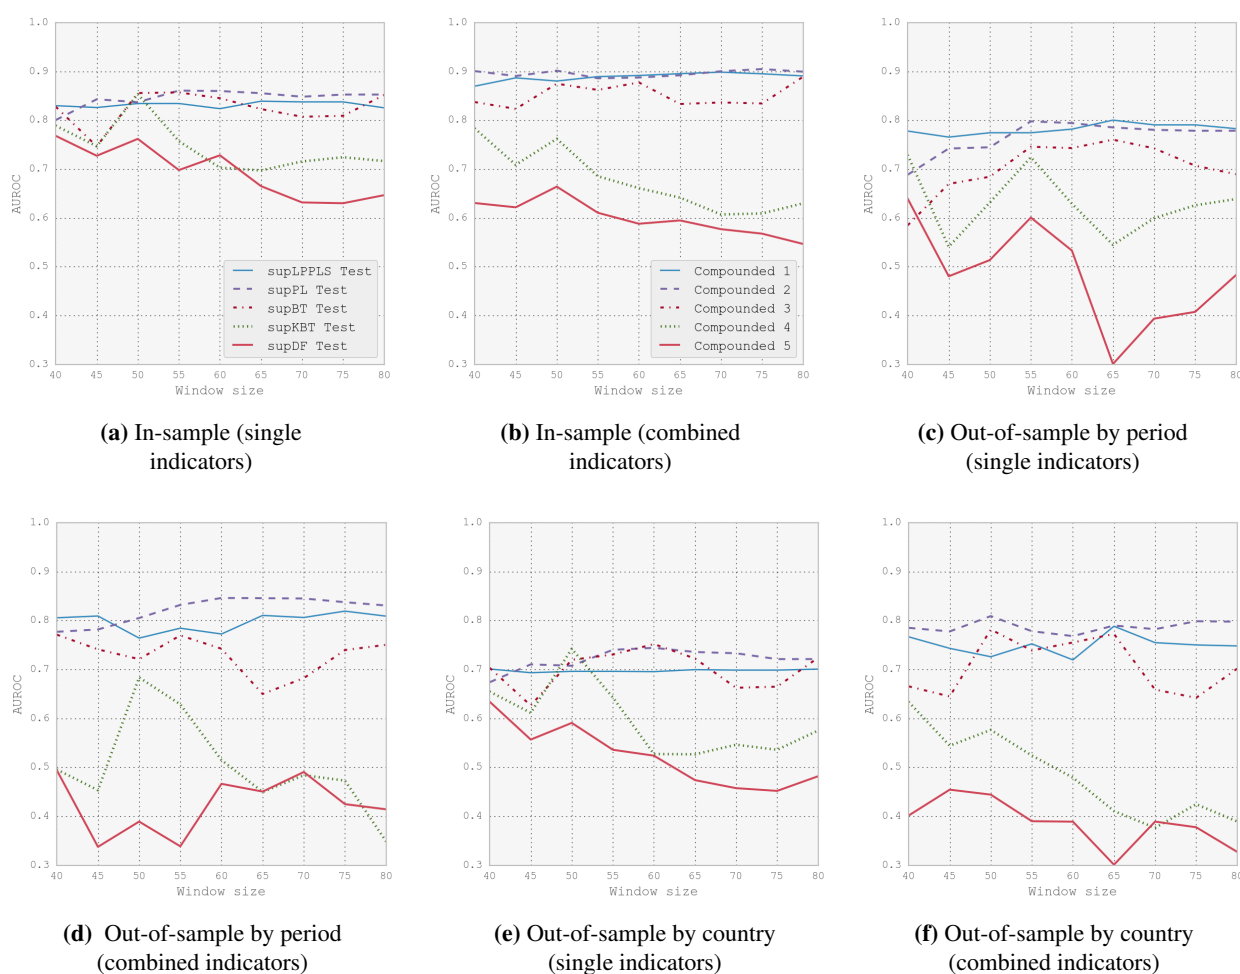 1.0
0.9
0.8
0.7
0.6
0.5
0.4
0.3
AUROC
supLPPLS Test
supPL Test
supBT Test
supKBT Test
supDF Test
40 45 50 55 60 65 70 75 80
Window size
(a) In-sample (single
indicators)
1.0
0.9
0.8
0.7
0.6
0.5
0.4
0.3
AUROC
Compounded 1
Compounded 2
Compounded 3
Compounded 4
Compounded 5
40 45 50 55 60 65 70 75 80
Window size
(b) In-sample (combined
indicators)
1.0
0.9
0.8
0.7
0.6
0.5
0.4
0.3
AUROC
40 45 50 55 60 65 70 75 80
Window size
(c) Out-of-sample by period
(single indicators)
1.0
0.9
0.8
0.7
0.6
0.5
0.4
0.3
AUROC
40 45 50 55 60 65 70 75 80
Window size
(d) Out-of-sample by period
(combined indicators)
1.0
0.9
0.8
0.7
0.6
0.5
0.4
0.3
AUROC
40 45 50 55 60 65 70 75 80
Window size
(e) Out-of-sample by country
(single indicators)
1.0
0.9
0.8
0.7
0.6
0.5
0.4
0.3
AUROC
40 45 50 55 60 65 70 75 80
Window size
(f) Out-of-sample by country
(combined indicators)